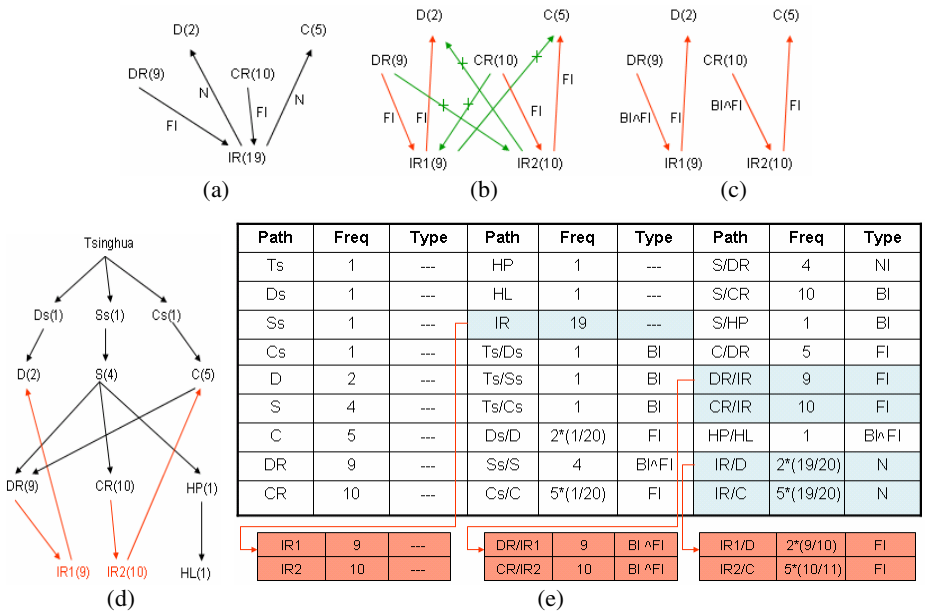 D(2) C(5)
DR(9) CR(10)
N FI N
FI
IR(19)
(a)
D(2) C(5)
DR(9) CR(10)
FI FI FI FI
IR1(9) IR2(10)
(b)
D(2) C(5)
DR(9) CR(10)
BI^FI FI BI^FI FI
IR1(9) IR2(10)
(c)
Tsinghua
Ds(1) Ss(1) Cs(1)
D(2) S(4) C(5)
DR(9) CR(10) HP(1)
IR1(9) IR2(10) HL(1)
(d)
Path Freq Type Path Freq Type Path Freq Type
Ts 1 --- HP 1 --- S/DR 4 NI
Ds 1 --- HL 1 --- S/CR 10 BI
Ss 1 --- IR 19 --- S/HP 1 BI
Cs 1 --- Ts/Ds 1 BI C/DR 5 FI
D 2 --- Ts/Ss 1 BI DR/IR 9 FI
S 4 --- Ts/Cs 1 BI CR/IR 10 FI
C 5 --- Ds/D 2*(1/20) FI HP/HL 1 BI^FI
DR 9 --- Ss/S 4 BI^FI IR/D 2*(19/20) N
CR 10 --- Cs/C 5*(1/20) FI IR/C 5*(19/20) N
IR1 9 --- DR/IR1 9 BI ^FI IR1/D 2*(9/10) FI
IR2 10 --- CR/IR2 10 BI ^FI IR2/C 5*(10/11) FI
(e)